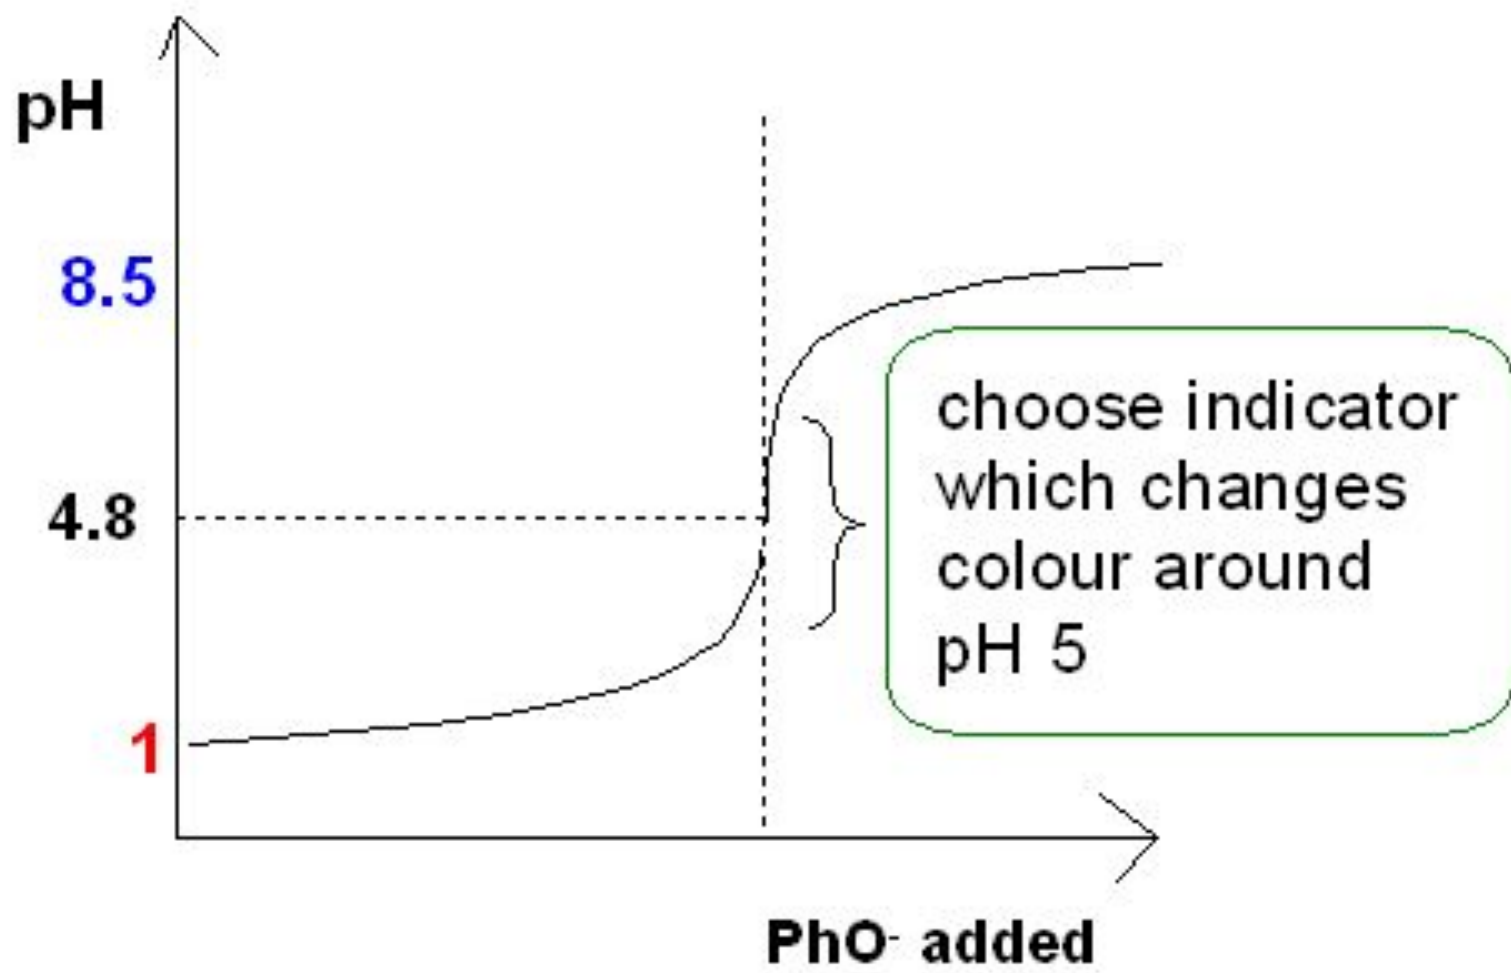 pH
8.5
4.8
1
choose indicator
which changes
colour around
pH 5
PhO- added